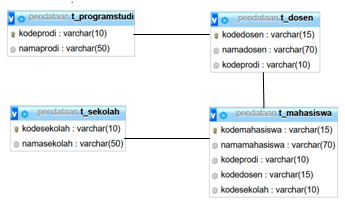 pendataan.t_programstudi
kodeprodi : varchar(10)
namaprodi : varchar(50)
pendataan.t_dosen
kodedosen : varchar(15)
namadosen : varchar(70)
kodeprodi : varchar(10)
pendataan.t_sekolah
kodesekolah : varchar(10)
namasekolah : varchar(50)
pendataan.t_mahasiswa
kodemahasiswa : varchar(15)
namamahasiswa : varchar(70)
kodeprodi : varchar(10)
kodedosen : varchar(15)
kodesekolah : varchar(10)